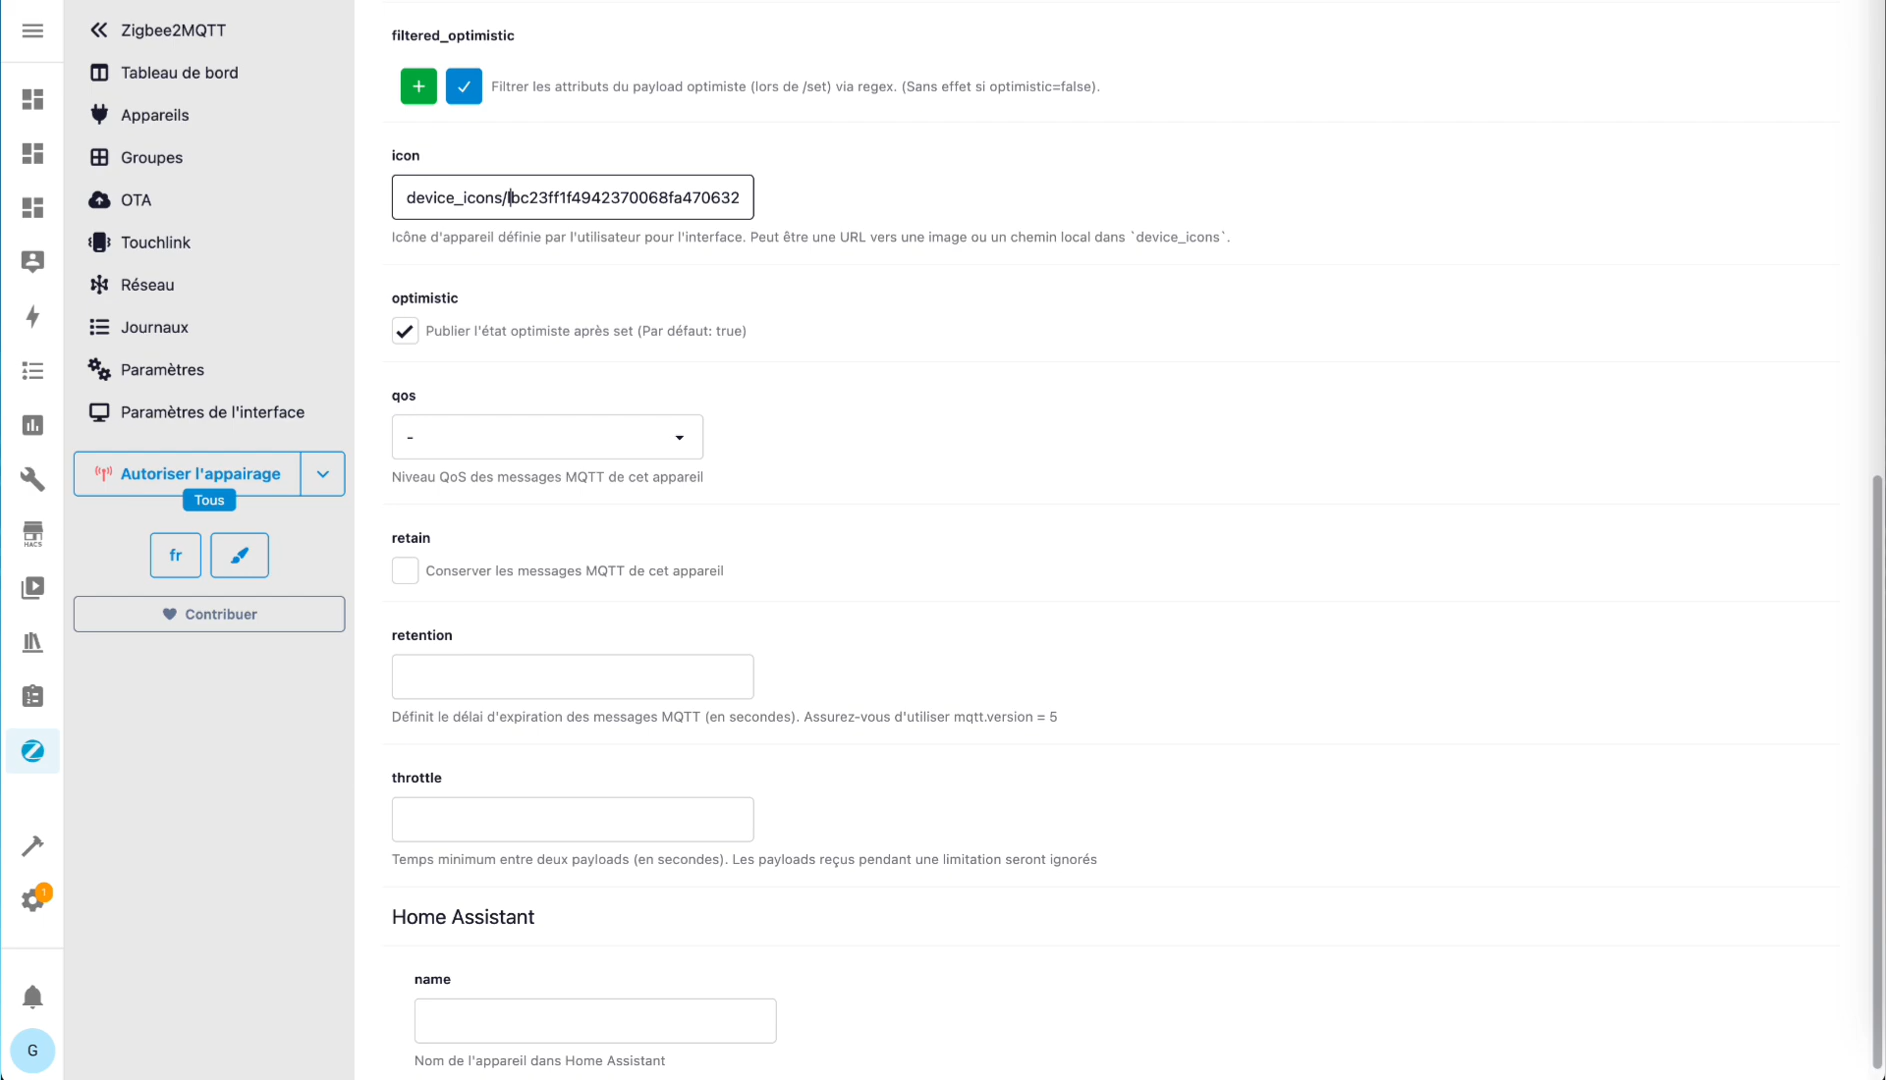 Zigbee2MQTT
Tableau de bord
Appareils
Groupes
OTA
Touchlink
Réseau
Journaux
Paramètres
Paramètres de l'interface
Autoriser l'appairage
Tous
fr
Contribuer
HACS
1
G
filtered_optimistic
Filtrer les attributs du payload optimiste (lors de /set) via regex. (Sans effet si optimistic=false).
icon
Icône d'appareil définie par l'utilisateur pour l'interface. Peut être une URL vers une image ou un chemin local dans `device_icons`.
optimistic
Publier l'état optimiste après set (Par défaut: true)
qos
-
Niveau QoS des messages MQTT de cet appareil
retain
Conserver les messages MQTT de cet appareil
retention
Définit le délai d'expiration des messages MQTT (en secondes). Assurez-vous d'utiliser mqtt.version = 5
throttle
Temps minimum entre deux payloads (en secondes). Les payloads reçus pendant une limitation seront ignorés
Home Assistant
name
Nom de l'appareil dans Home Assistant